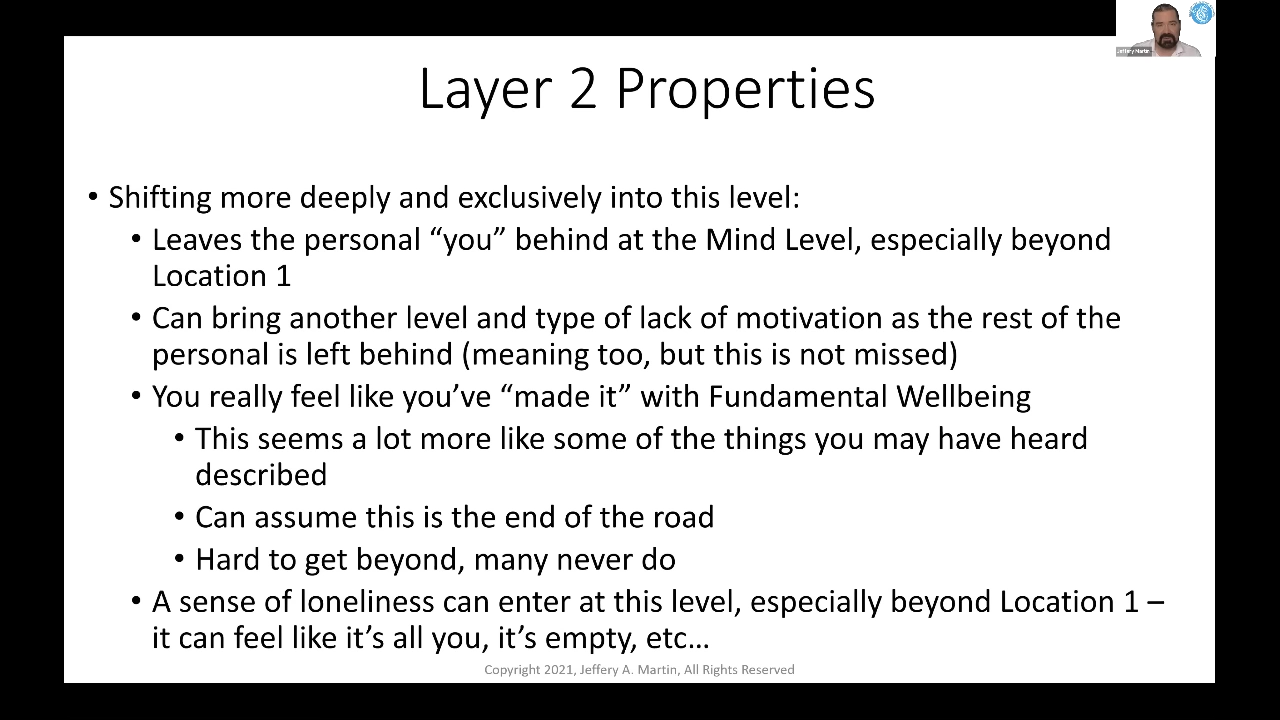 Jeffery Martin
Layer 2 Properties
• Shifting more deeply and exclusively into this level:
• Leaves the personal “you” behind at the Mind Level, especially beyond
Location 1
• Can bring another level and type of lack of motivation as the rest of the
personal is left behind (meaning too, but this is not missed)
• You really feel like you’ve “made it” with Fundamental Wellbeing
• This seems a lot more like some of the things you may have heard
described
• Can assume this is the end of the road
• Hard to get beyond, many never do
• A sense of loneliness can enter at this level, especially beyond Location 1 –
it can feel like it’s all you, it’s empty, etc…
Copyright 2021, Jeffery A. Martin, All Rights Reserved